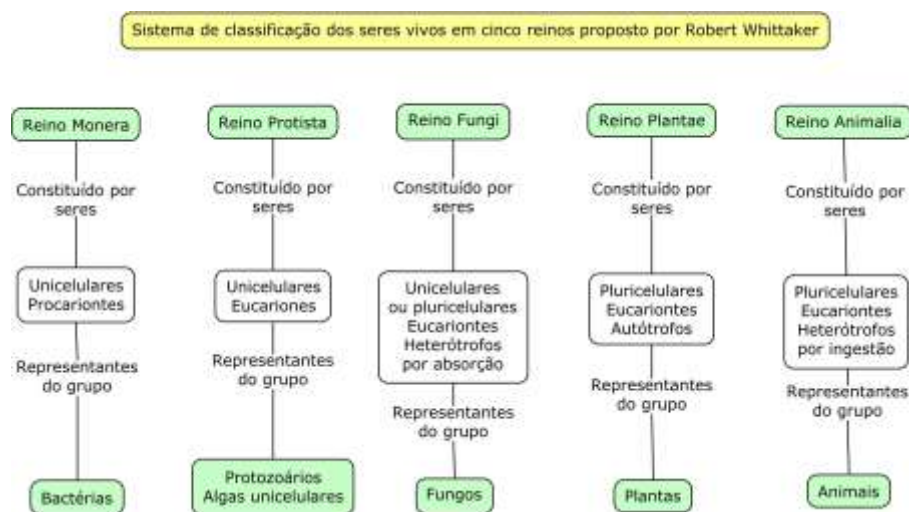 Sistema de classificação dos seres vivos em cinco reinos proposto por Robert Whittaker
Reino Monera
Constituído por
seres
Unicelulares
Procariontes
Representantes
do grupo
Bactérias
Reino Protista
Constituído por
seres
Unicelulares
Eucariones
Representantes
do grupo
Protozoários
Algas unicelulares
Reino Fungi
Constituído por
seres
Unicelulares
ou pluricelulares
Eucariontes
Heterótrofos
por absorção
Representantes
do grupo
Fungos
Reino Plantae
Constituído por
seres
Pluricelulares
Eucariontes
Autótrofos
Representantes
do grupo
Plantas
Reino Animalia
Constituído por
seres
Pluricelulares
Eucariontes
Heterótrofos
por ingestão
Representantes
do grupo
Animais